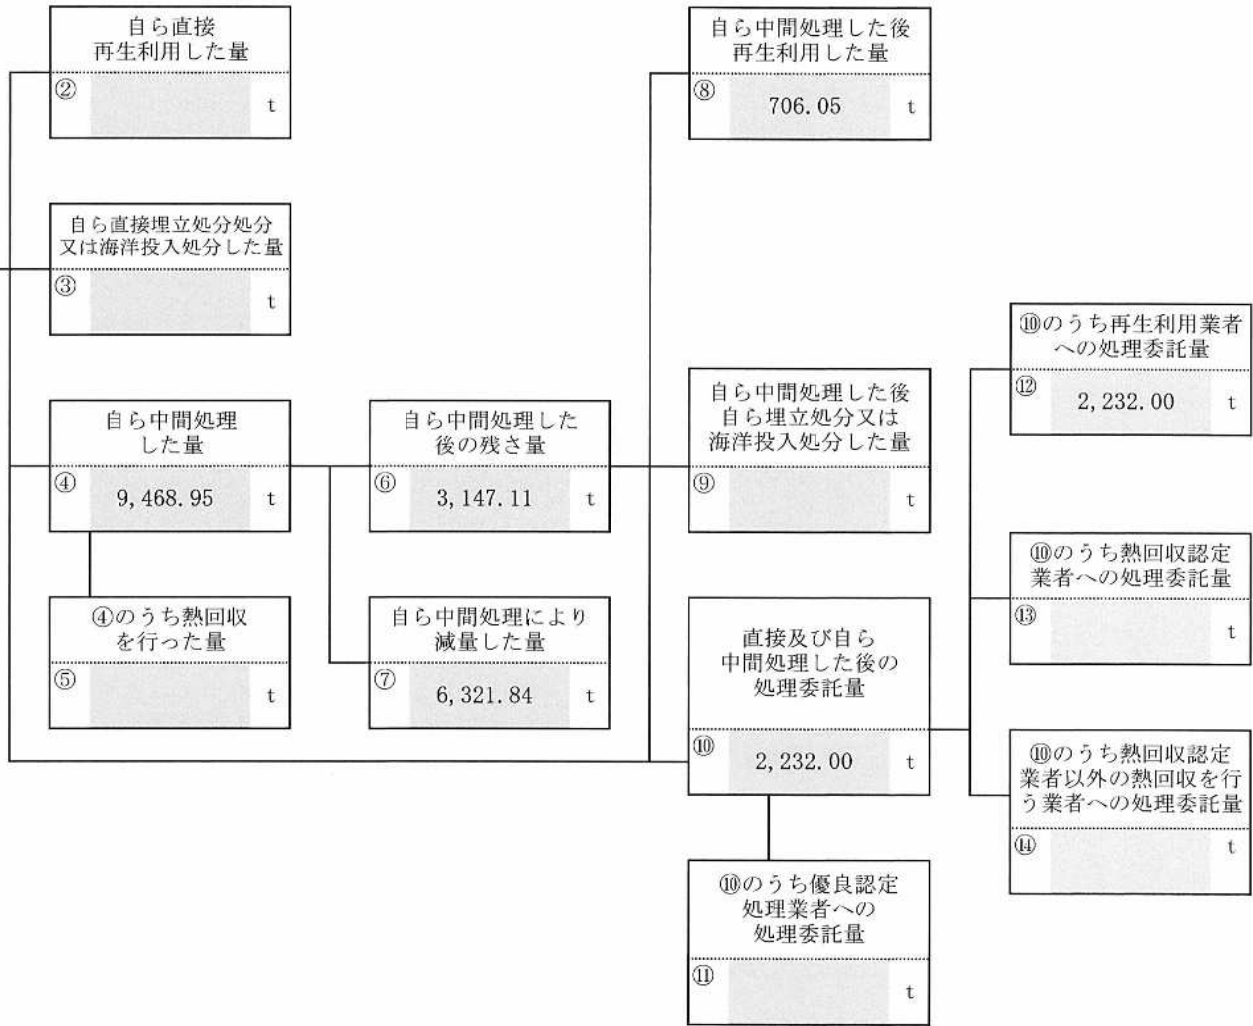 自ら直接
再生利用した量
②
t
自ら中間処理した後
再生利用した量
⑧
706.05
t
自ら直接埋立処分処分
又は海洋投入処分した量
③
t
⑩のうち再生利用業者
への処理委託量
⑫
2,232.00
t
自ら中間処理
した量
④
9,468.95
t
自ら中間処理した
後の残さ量
⑥
3,147.11
t
自ら中間処理した後
自ら埋立処分又は
海洋投入処分した量
⑨
t
⑩のうち熱回収認定
業者への処理委託量
⑬
t
④のうち熱回収
を行った量
⑤
t
自ら中間処理により
減量した量
⑦
6,321.84
t
直接及び自ら
中間処理した後の
処理委託量
⑩
2,232.00
t
⑩のうち熱回収認定
業者以外の熱回収を行
う業者への処理委託量
⑭
t
⑩のうち優良認定
処理業者への
処理委託量
⑪
t